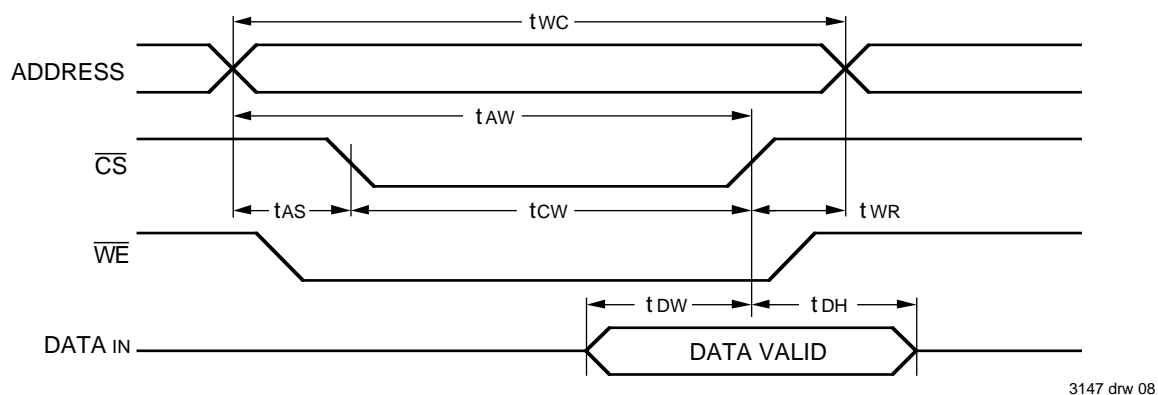 tWC
ADDRESS
tAW
CS
tAS
tCW
tWR
WE
tDW
tDH
DATA IN
DATA VALID
3147 drw 08